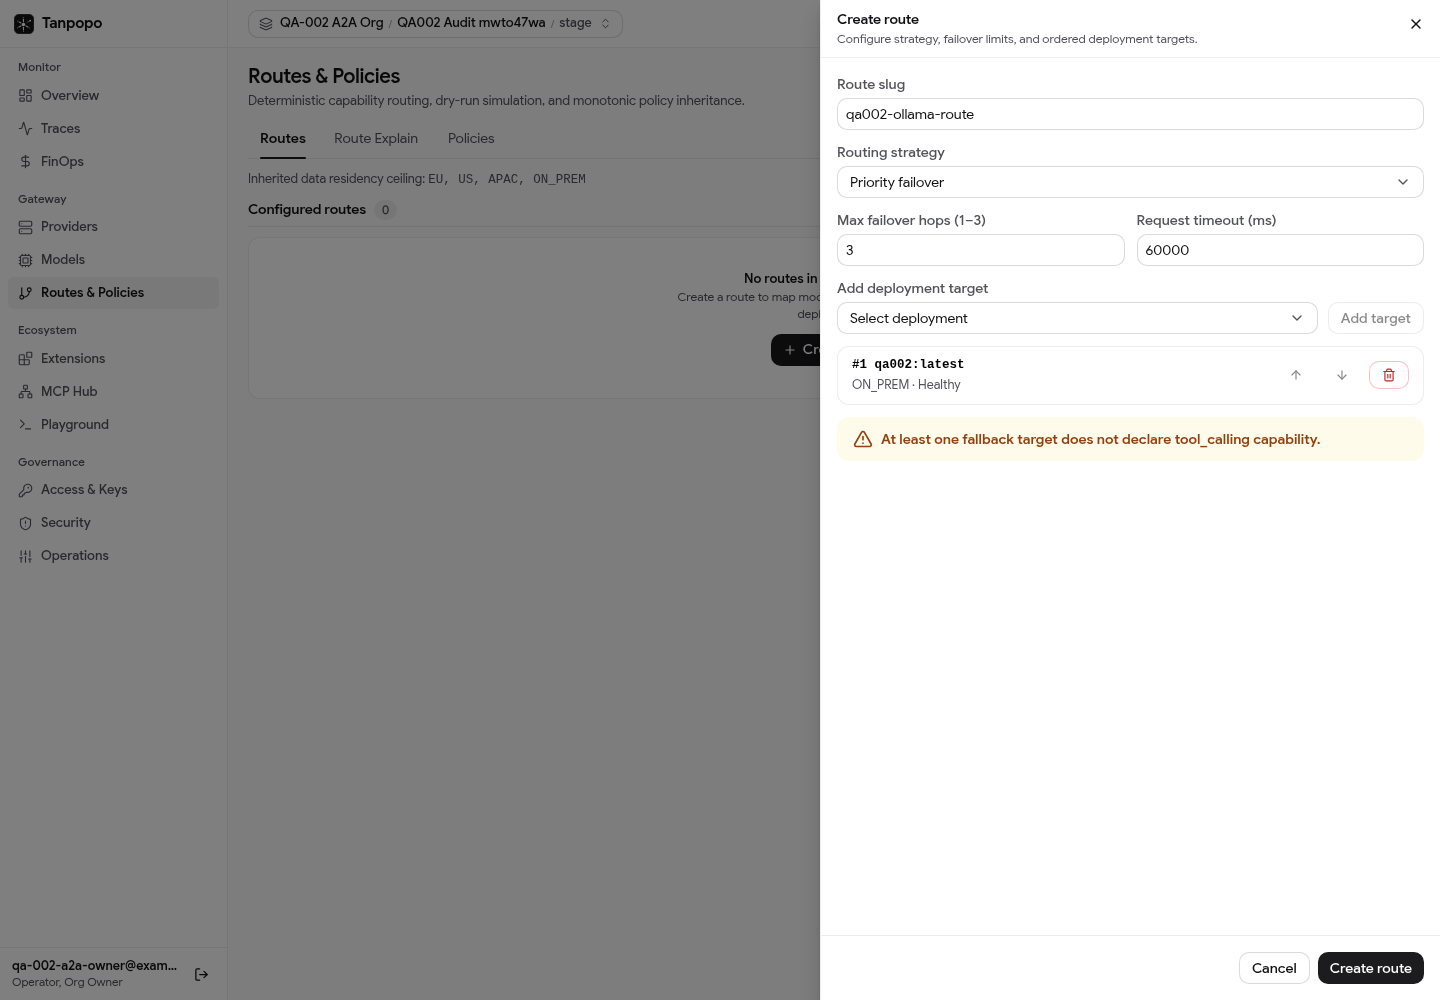 Tanpopo
Monitor
Overview
Traces
FinOps
Gateway
Providers
Models
Routes & Policies
Ecosystem
Extensions
MCP Hub
Playground
Governance
Access & Keys
Security
Operations
qa-002-a2a-owner@exam...
Operator, Org Owner
QA-002 A2A Org / QA002 Audit mwto47wa / stage
Routes & Policies
Deterministic capability routing, dry-run simulation, and monotonic policy inheritance.
Routes Route Explain Policies
Inherited data residency ceiling: EU, US, APAC, ON_PREM
Configured routes 0
No routes in
Create a route to map
Create route
Configure strategy, failover limits, and ordered deployment targets.
Route slug
qa002-ollama-route
Routing strategy
Priority failover
Max failover hops (1–3) Request timeout (ms)
3 60000
Add deployment target
Select deployment Add target
#1 qa002:latest
ON_PREM · Healthy
At least one fallback target does not declare tool_calling capability.
Cancel Create route